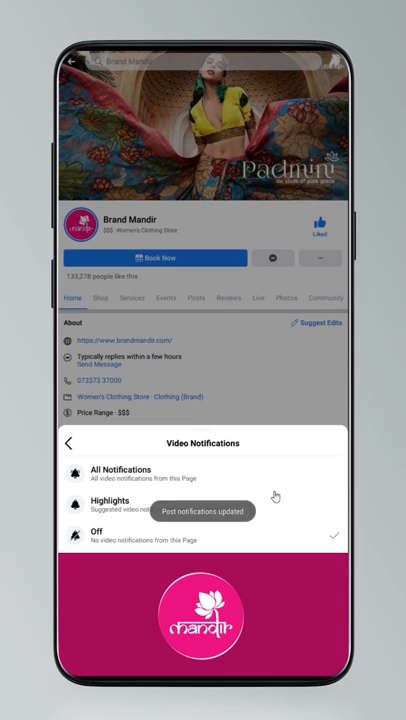 Brand Mandir
Padmini
Brand Mandir
$$$ · Women's Clothing Store
Liked
Book Now
133,278 people like this
Home Shop Services Events Posts Reviews Live Photos Community
About
Suggest Edits
https://www.brandmandir.com/
Typically replies within a few hours
Send Message
073373 37000
Women's Clothing Store · Clothing (Brand)
Price Range · $$$
Video Notifications
All Notifications
All video notifications from this Page
Highlights
Suggested video
Post notifications updated
Off
No video notifications from this Page
mandir